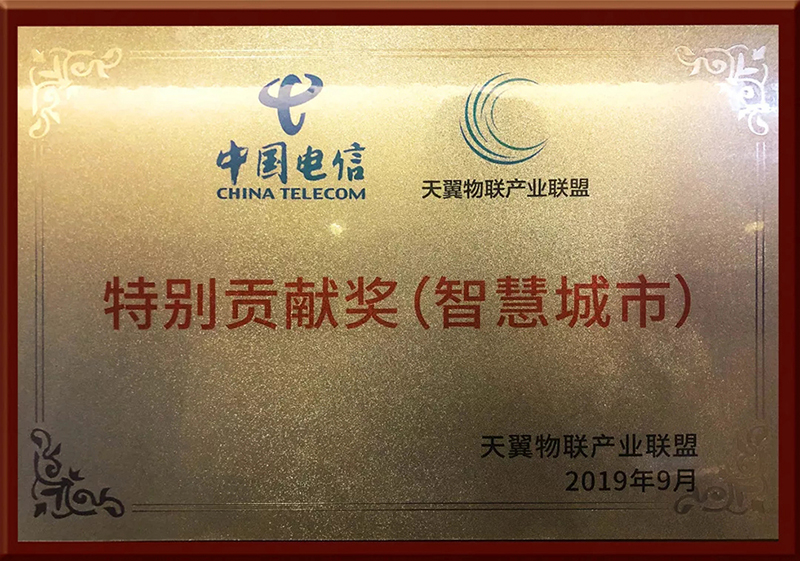 中国电信
CHINA TELECOM
天翼物联产业联盟
特别贡献奖（智慧城市）
天翼物联产业联盟
2019年9月